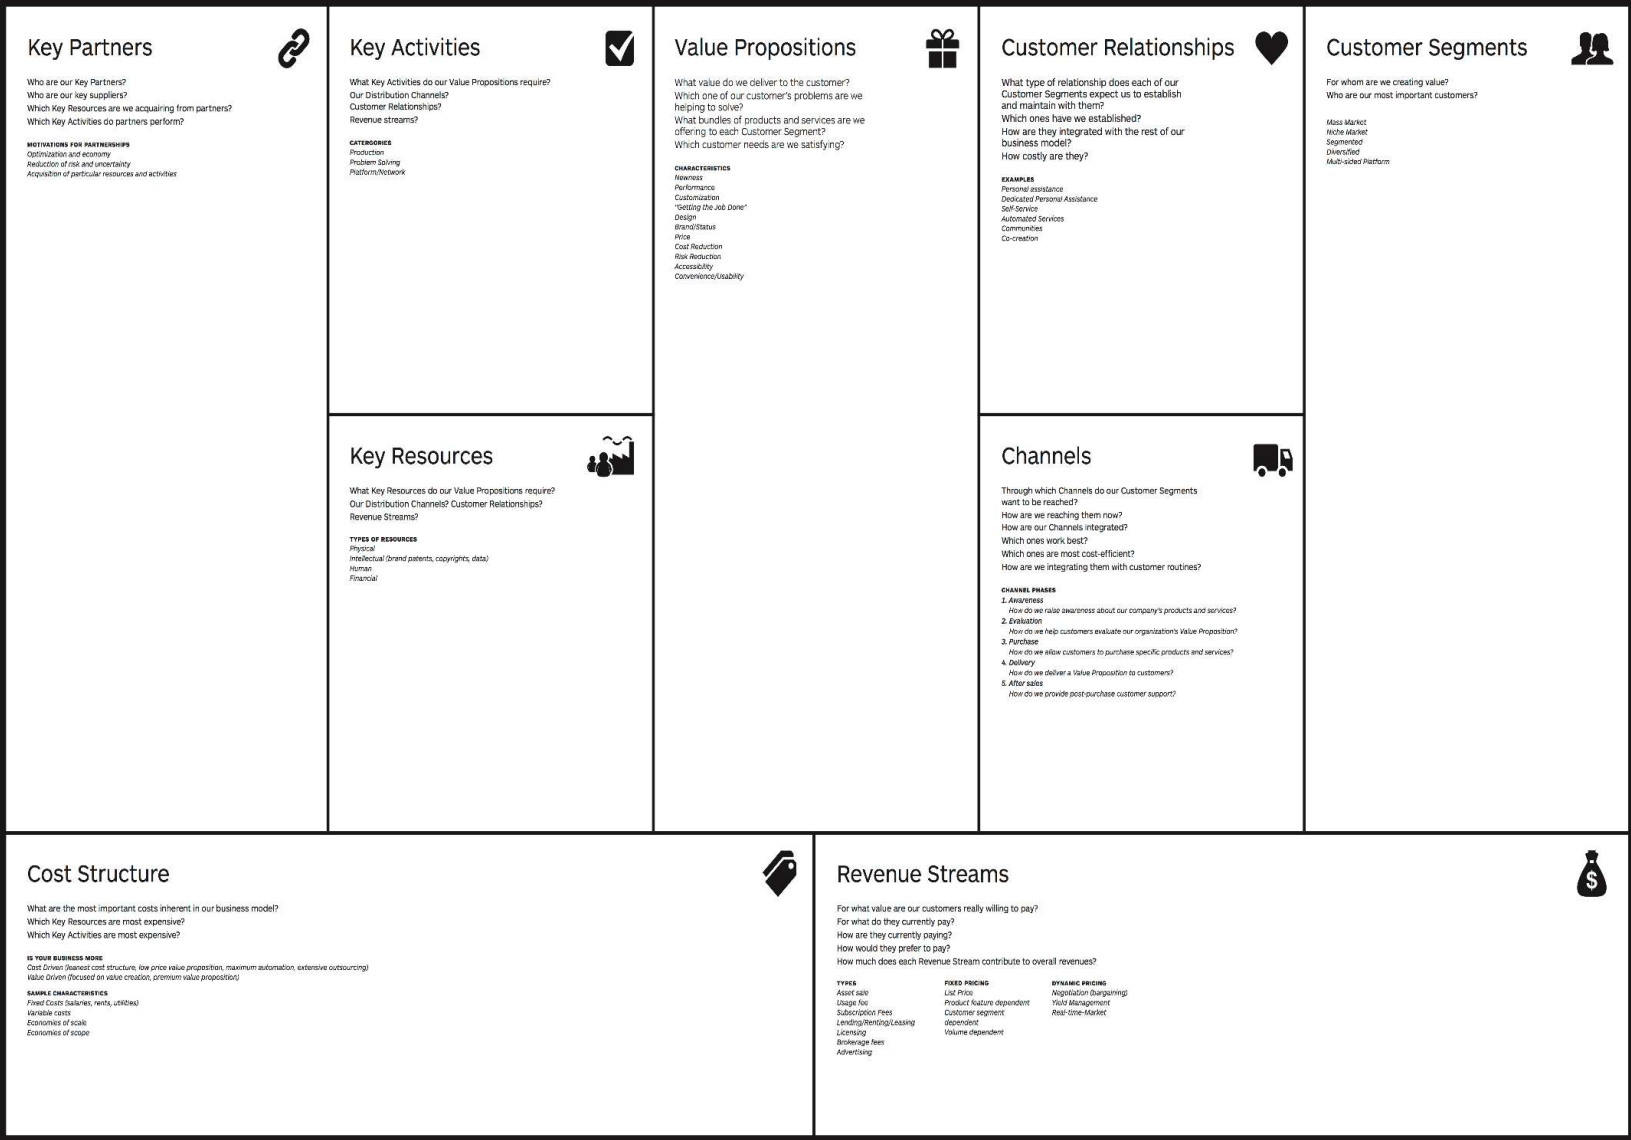 Key Partners
Who are our Key Partners?
Who are our key suppliers?
Which Key Resources are we acquairing from partners?
Which Key Activities do partners perform?
MOTIVATIONS FOR PARTNERSHIPS
Optimization and economy
Reduction of risk and uncertainty
Acquisition of particular resources and activities
Key Activities
What Key Activities do our Value Propositions require?
Our Distribution Channels?
Customer Relationships?
Revenue streams?
CATERGORIES
Production
Problem Solving
Platform/Network
Key Resources
What Key Resources do our Value Propositions require?
Our Distribution Channels? Customer Relationships?
Revenue Streams?
TYPES OF RESOURCES
Physical
Intellectual (brand patents, copyrights, data)
Human
Financial
Value Propositions
What value do we deliver to the customer?
Which one of our customer's problems are we
helping to solve?
What bundles of products and services are we
offering to each Customer Segment?
Which customer needs are we satisfying?
CHARACTERISTICS
Newness
Performance
Customization
"Getting the Job Done"
Design
Brand/Status
Price
Cost Reduction
Risk Reduction
Accessibility
Convenience/Usability
Customer Relationships
What type of relationship does each of our
Customer Segments expect us to establish
and maintain with them?
Which ones have we established?
How are they integrated with the rest of our
business model?
How costly are they?
EXAMPLES
Personal assistance
Dedicated Personal Assistance
Self-Service
Automated Services
Communities
Co-creation
Channels
Through which Channels do our Customer Segments
want to be reached?
How are we reaching them now?
How are our Channels integrated?
Which ones work best?
Which ones are most cost-efficient?
How are we integrating them with customer routines?
CHANNEL PHASES
1. Awareness
How do we raise awareness about our company's products and services?
2. Evaluation
How do we help customers evaluate our organization's Value Proposition?
3. Purchase
How do we allow customers to purchase specific products and services?
4. Delivery
How do we deliver a Value Proposition to customers?
5. After sales
How do we provide post-purchase customer support?
Customer Segments
For whom are we creating value?
Who are our most important customers?
Mass Market
Niche Market
Segmented
Diversified
Multi-sided Platform
Cost Structure
What are the most important costs inherent in our business model?
Which Key Resources are most expensive?
Which Key Activities are most expensive?
IS YOUR BUSINESS MORE
Cost Driven (leanest cost structure, low price value proposition, maximum automation, extensive outsourcing)
Value Driven (focused on value creation, premium value proposition)
SAMPLE CHARACTERISTICS
Fixed Costs (salaries, rents, utilities)
Variable costs
Economies of scale
Economies of scope
Revenue Streams
For what value are our customers really willing to pay?
For what do they currently pay?
How are they currently paying?
How would they prefer to pay?
How much does each Revenue Stream contribute to overall revenues?
TYPES
Asset sale
Usage fee
Subscription Fees
Lending/Renting/Leasing
Licensing
Brokerage fees
Advertising
FIXED PRICING
List Price
Product feature dependent
Customer segment
dependent
Volume dependent
DYNAMIC PRICING
Negotiation (bargaining)
Yield Management
Real-time-Market
$